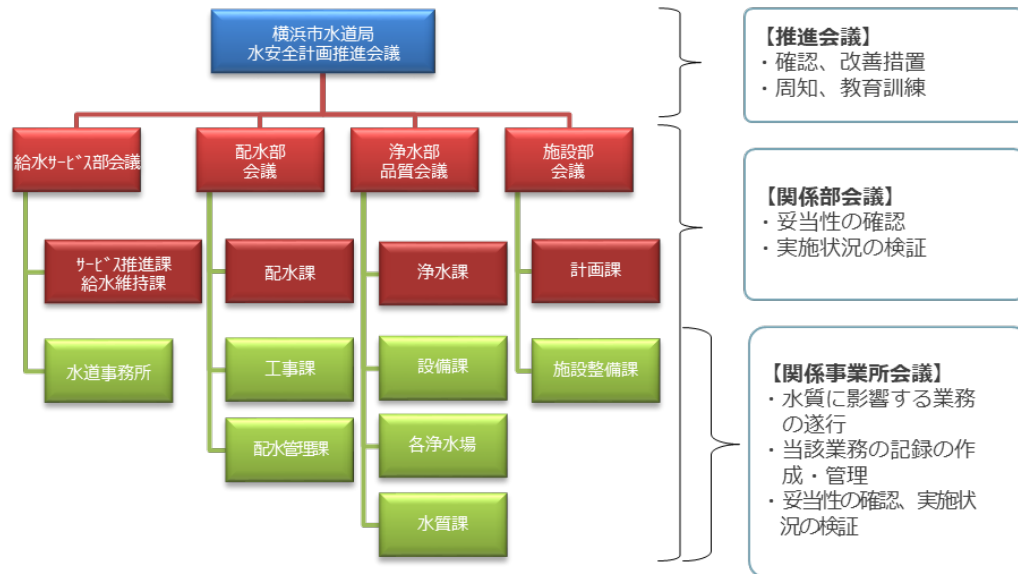 横浜市水道局
水安全計画推進会議
給水ｻｰﾋﾞｽ部会議
配水部
会議
浄水部
品質会議
施設部
会議
ｻｰﾋﾞｽ推進課
給水維持課
配水課
浄水課
計画課
水道事務所
工事課
設備課
施設整備課
配水管理課
各浄水場
水質課
【推進会議】
・確認、改善措置
・周知、教育訓練
【関係部会議】
・妥当性の確認
・実施状況の検証
【関係事業所会議】
・水質に影響する業務
の遂行
・当該業務の記録の作
成・管理
・妥当性の確認、実施状
況の検証